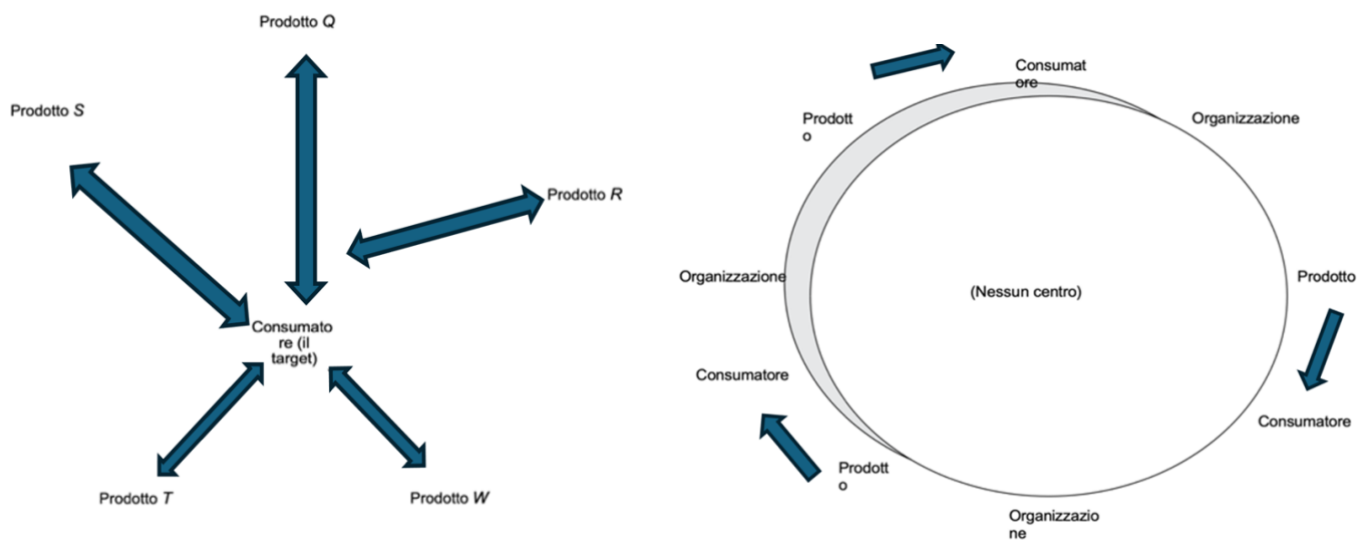 Prodotto Q
Prodotto S
Prodotto R
Consumato
re (il
target)
Prodotto T
Prodotto W
Consumat
ore
Prodott
o
Organizzazione
Organizzazione
(Nessun centro)
Prodotto
Consumatore
Consumatore
Prodott
o
Organizzazio
ne